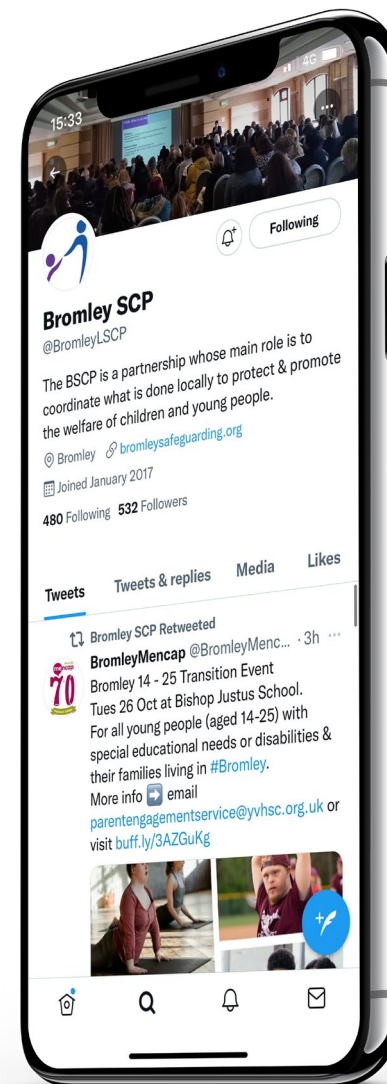 15:33
4G
Following
Bromley SCP
@BromleyLSCP
The BSCP is a partnership whose main role is to
coordinate what is done locally to protect & promote
the welfare of children and young people.
Bromley bromleysafeguarding.org
Joined January 2017
480 Following 532 Followers
Tweets Tweets & replies Media Likes
Bromley SCP Retweeted
BromleyMencap @BromleyMenc... · 3h
Bromley 14 - 25 Transition Event
Tues 26 Oct at Bishop Justus School.
For all young people (aged 14-25) with
special educational needs or disabilities &
their families living in #Bromley.
More info ➡️ email
parentengagementservice@yvhsc.org.uk or
visit buff.ly/3AZGuKg
mencap
70